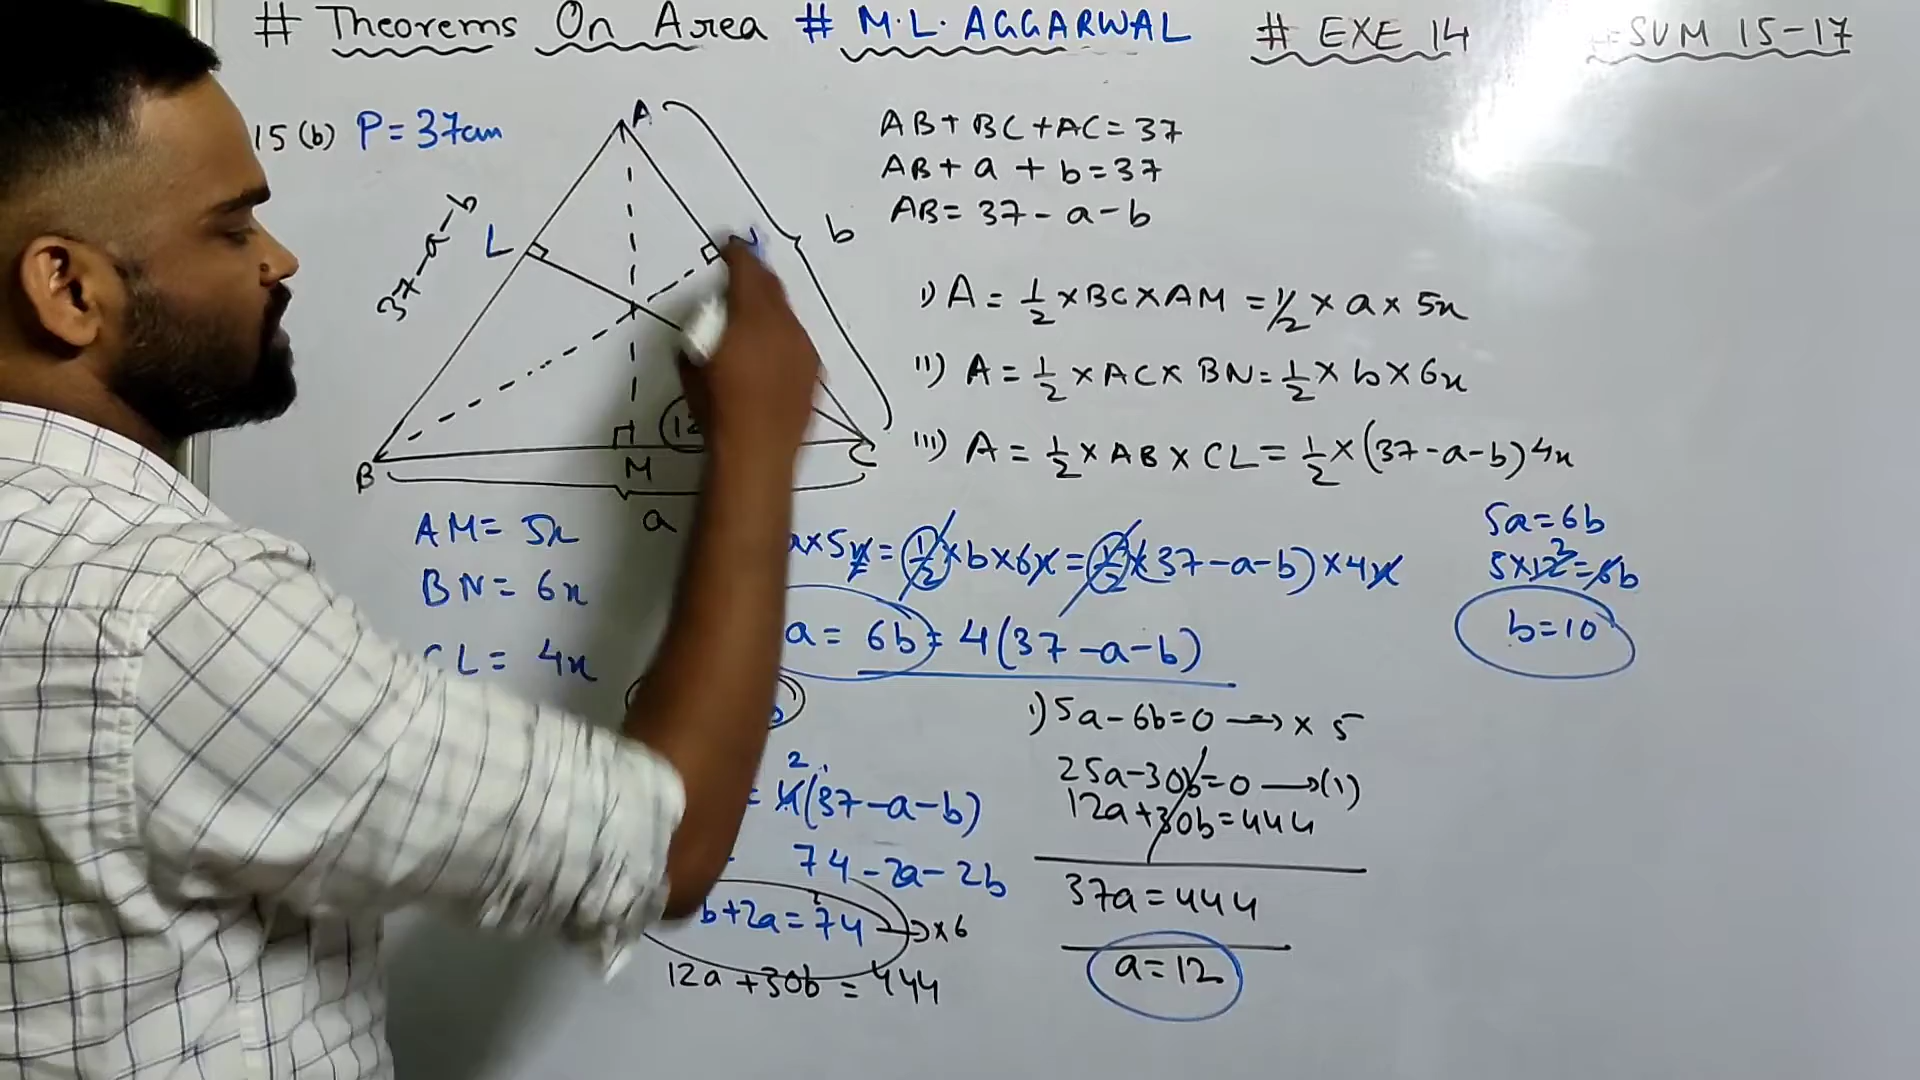 # Theorems On Area # M.L. AGGARWAL # EXE 14 SUM 15-17
15 (b) P = 37cm
A
AB + BC + AC = 37
AB + a + b = 37
AB = 37 - a - b
37-a-b
L
b
i) A = 1/2 × BC × AM = 1/2 × a × 5x
ii) A = 1/2 × AC × BN = 1/2 × b × 6x
iii) A = 1/2 × AB × CL = 1/2 × (37-a-b) 4x
B
M
C
a
AM = 5x
BN = 6x
CL = 4x
a×5x = 1/2 × b × 6x = 1/2 × (37-a-b) × 4x
a = 6b = 4(37-a-b)
5a = 6b
5×12 = 6b
2
b = 10
i) 5a - 6b = 0 → × 5
25a - 30b = 0 → (1)
12a + 30b = 444
37a = 444
a = 12
2 1
= 4(37-a-b)
74 - 2a - 2b
b + 2a = 74 → × 6
12a + 30b = 444